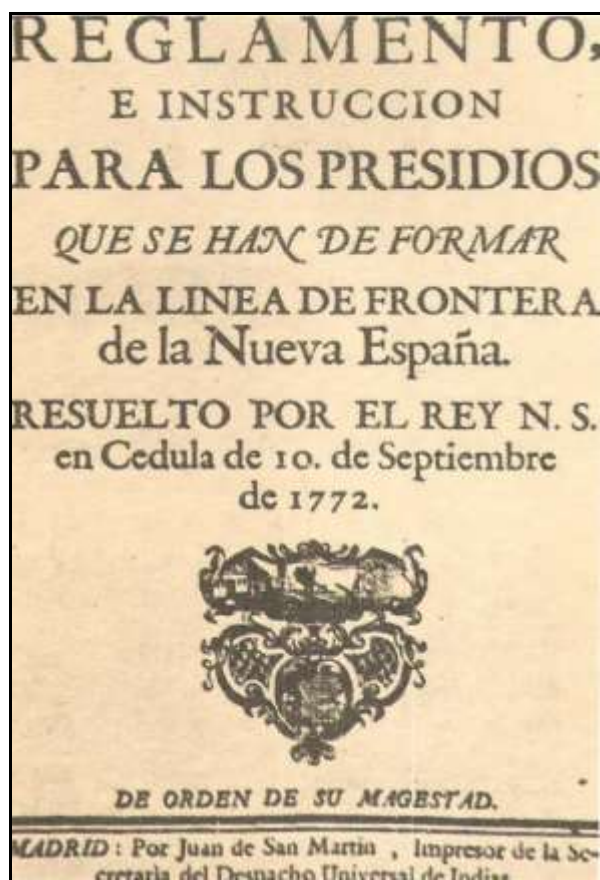 REGLAMENTO,
E INSTRUCCION
PARA LOS PRESIDIOS
QUE SE HAN DE FORMAR
EN LA LINEA DE FRONTERA
de la Nueva España.
RESUELTO POR EL REY N. S.
en Cedula de 10. de Septiembre
de 1772.
DE ORDEN DE SU MAGESTAD.
MADRID: Por Juan de San Martin, Impresor de la Se-
cretaria del Despacho Universal de Indias